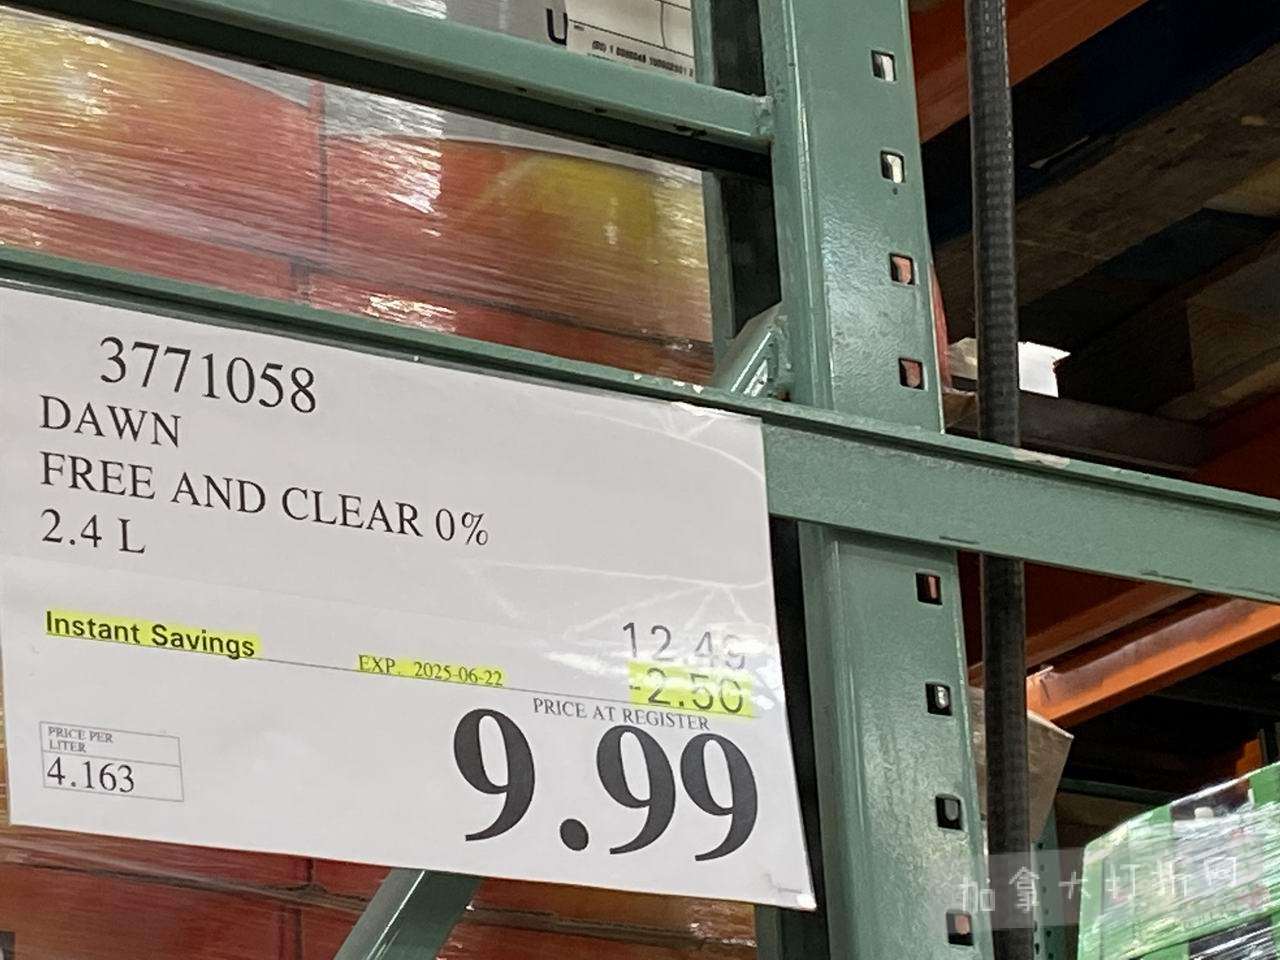 U
3771058
DAWN
FREE AND CLEAR 0%
2.4 L
12.49
Instant Savings
EXP. 2025-06-22
-2.50
PRICE AT REGISTER
9.99
PRICE PER
LITER
4.163
加拿大打折网